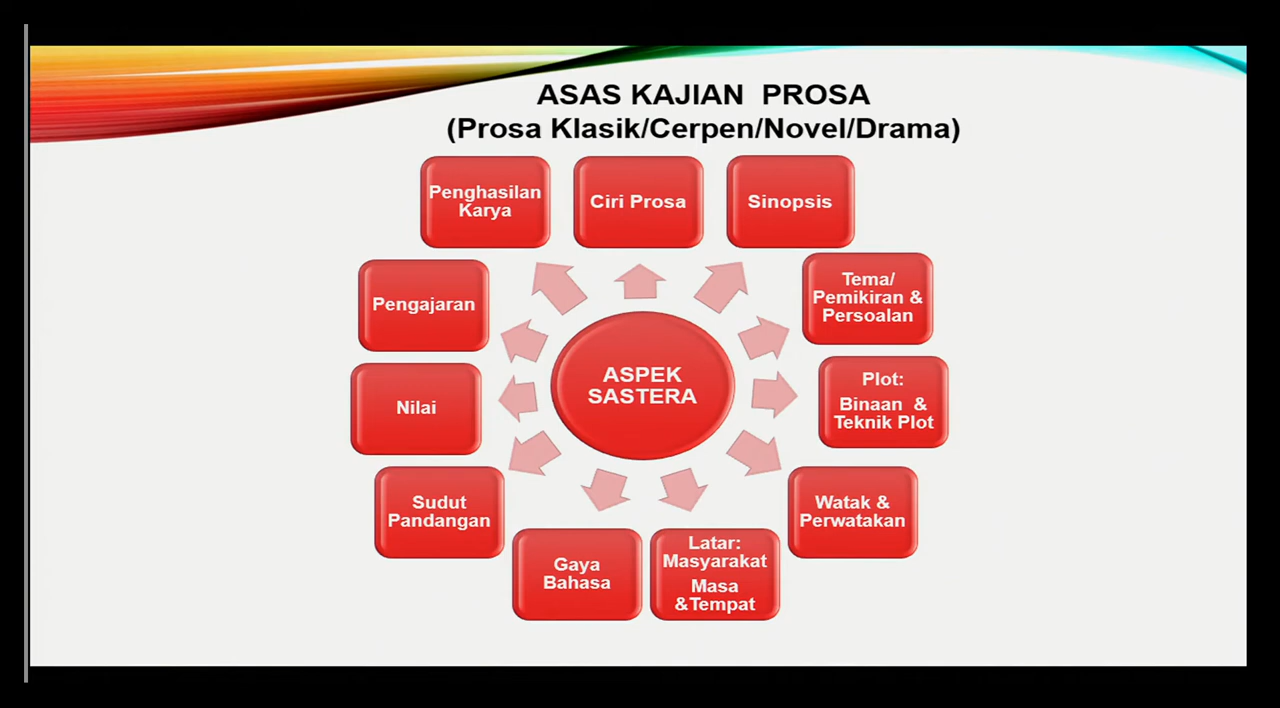 ASAS KAJIAN PROSA
(Prosa Klasik/Cerpen/Novel/Drama)
Penghasilan
Karya
Ciri Prosa
Sinopsis
Tema/
Pemikiran &
Persoalan
Plot:
Binaan &
Teknik Plot
Watak &
Perwatakan
Latar:
Masyarakat
Masa
&Tempat
Gaya
Bahasa
Sudut
Pandangan
Nilai
Pengajaran
ASPEK
SASTERA